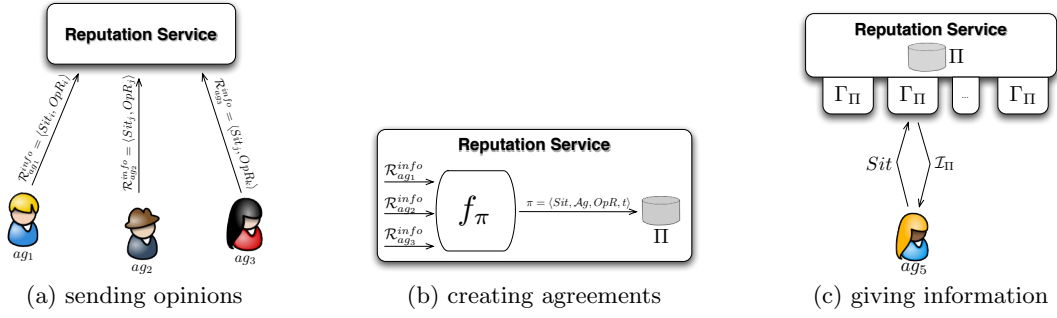 Reputation Service
$\mathcal{R}^{info}_{ag_1} = \langle Sit_i, OpR_i \rangle$
$\mathcal{R}^{info}_{ag_2} = \langle Sit_j, OpR_j \rangle$
$\mathcal{R}^{info}_{ag_3} = \langle Sit_j, OpR_k \rangle$
$ag_1$
$ag_2$
$ag_3$
(a) sending opinions
Reputation Service
$\mathcal{R}^{info}_{ag_1}$
$\mathcal{R}^{info}_{ag_2}$
$\mathcal{R}^{info}_{ag_3}$
$f_\pi$
$\pi = \langle Sit, \mathcal{A}g, OpR, t \rangle$
$\Pi$
(b) creating agreements
Reputation Service
$\Pi$
$\Gamma_\Pi$ $\Gamma_\Pi$ ... $\Gamma_\Pi$
$Sit$ $\mathcal{I}_\Pi$
$ag_5$
(c) giving information